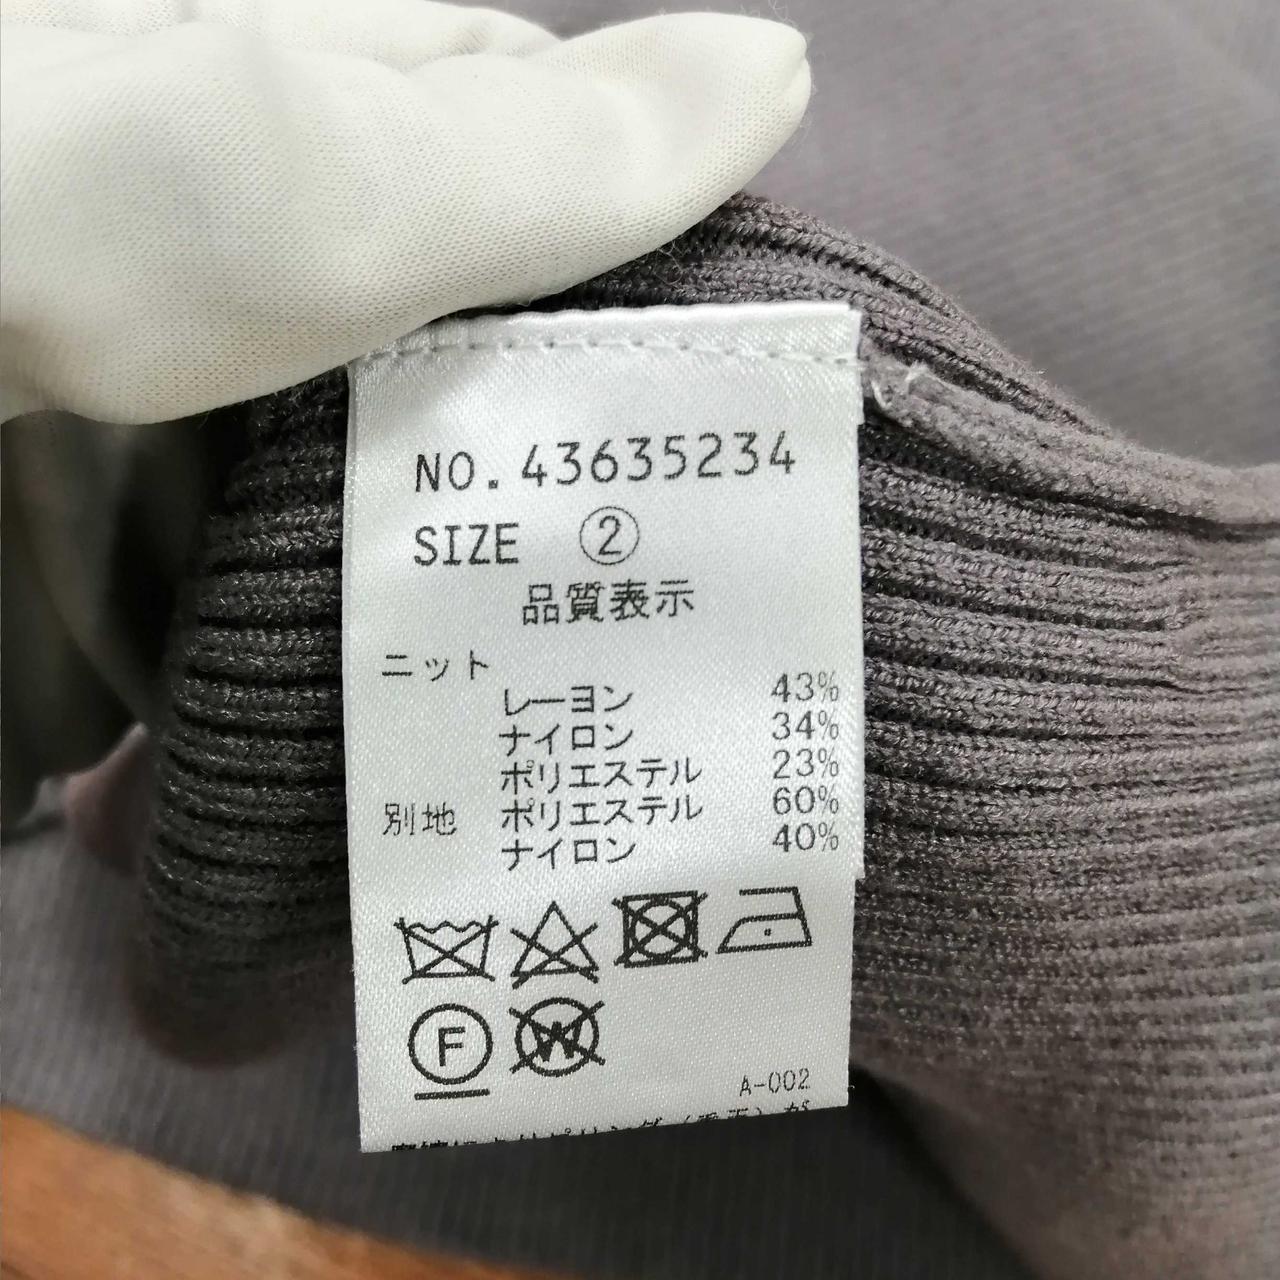 NO. 43635234
SIZE ②
品質表示
ニット
レーヨン 43%
ナイロン 34%
ポリエステル 23%
別地 ポリエステル 60%
ナイロン 40%
F
W
A-002